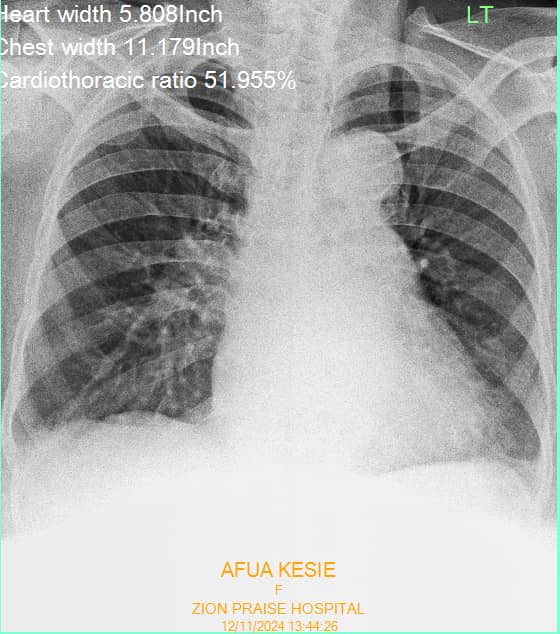 Heart width 5.808Inch
Chest width 11.179Inch
Cardiothoracic ratio 51.955%
LT
AFUA KESIE
F
ZION PRAISE HOSPITAL
12/11/2024 13:44:26